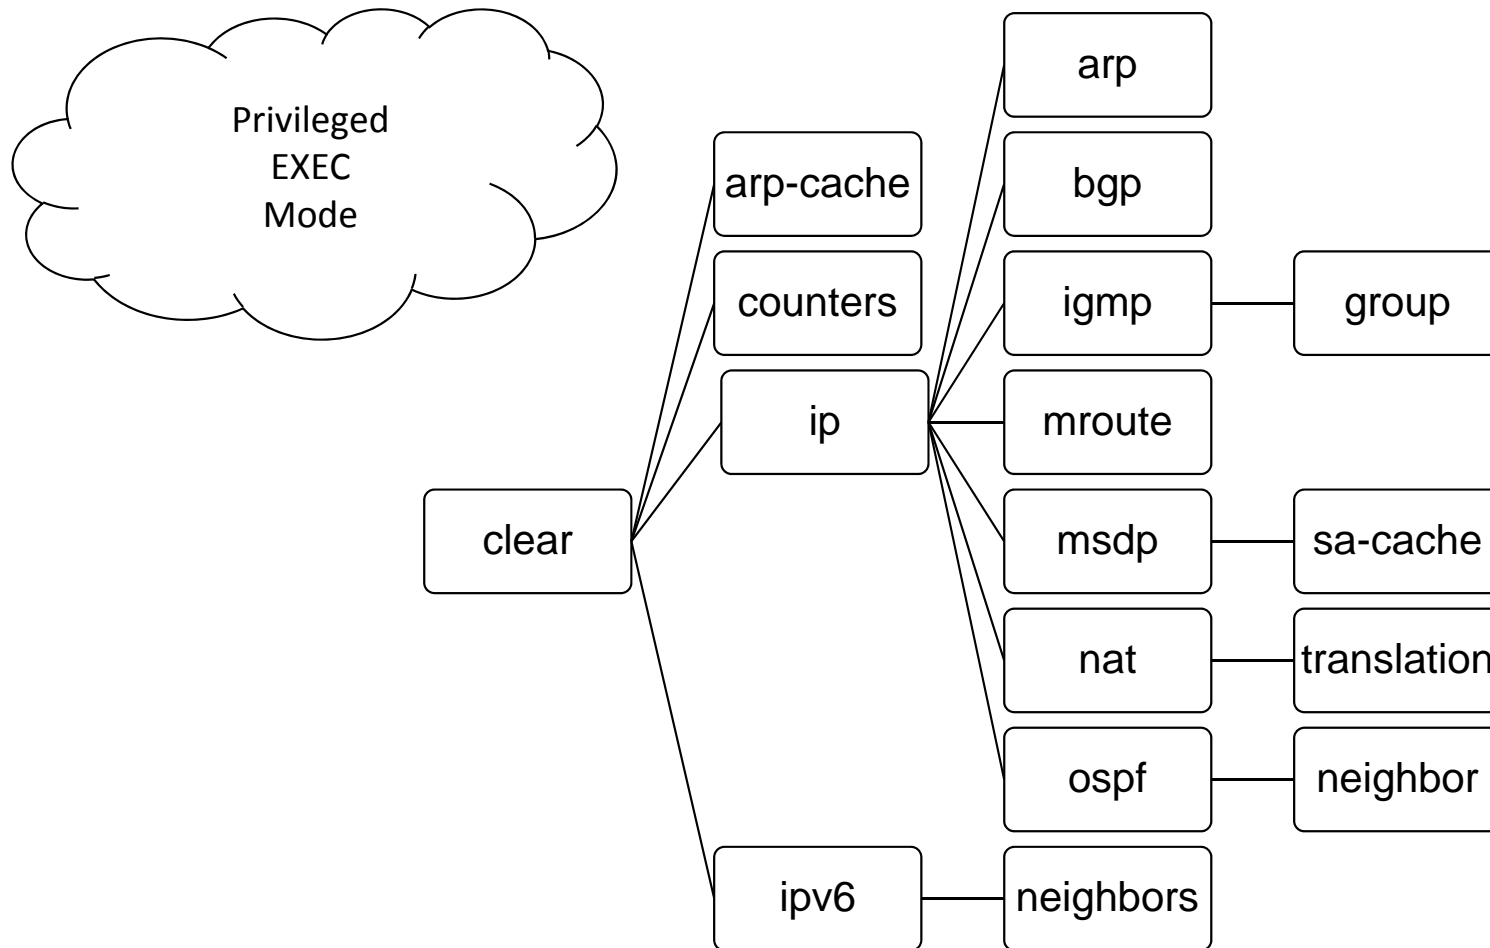 Privileged
EXEC
Mode
clear
arp-cache
counters
ip
ipv6
arp
bgp
igmp
mroute
msdp
nat
ospf
neighbors
group
sa-cache
translation
neighbor